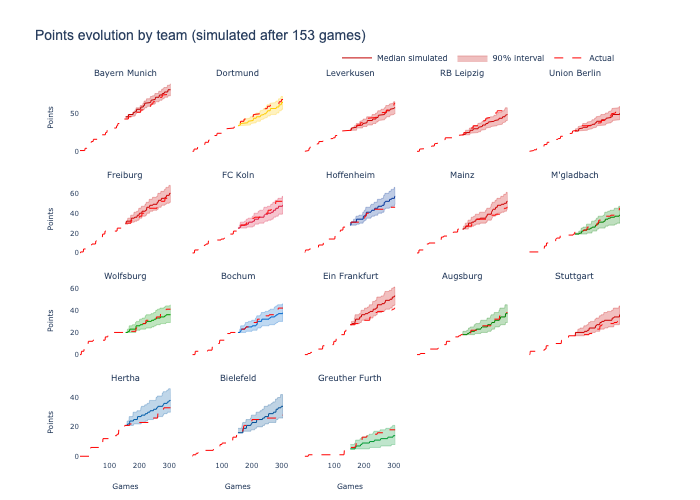 Points evolution by team (simulated after 153 games)
Median simulated 90% interval Actual
Bayern Munich Dortmund Leverkusen RB Leipzig Union Berlin
50
0
Points
Freiburg FC Koln Hoffenheim Mainz M'gladbach
60
40
20
0
Points
Wolfsburg Bochum Ein Frankfurt Augsburg Stuttgart
60
40
20
0
Points
Hertha Bielefeld Greuther Furth
40
20
0
Points
100 200 300 100 200 300 100 200 300
Games Games Games